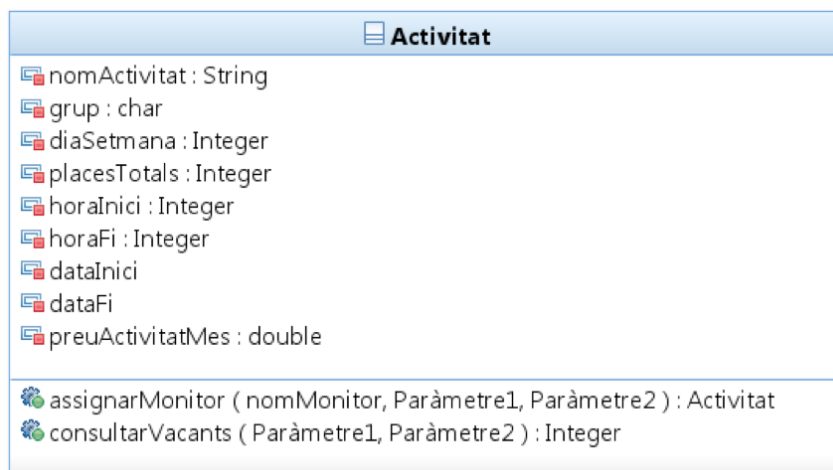 Activitat
nomActivitat : String
grup : char
diaSetmana : Integer
placesTotals : Integer
horaInici : Integer
horaFi : Integer
dataInici
dataFi
preuActivitatMes : double
assignarMonitor ( nomMonitor, Paràmetre1, Paràmetre2 ) : Activitat
consultarVacants ( Paràmetre1, Paràmetre2 ) : Integer